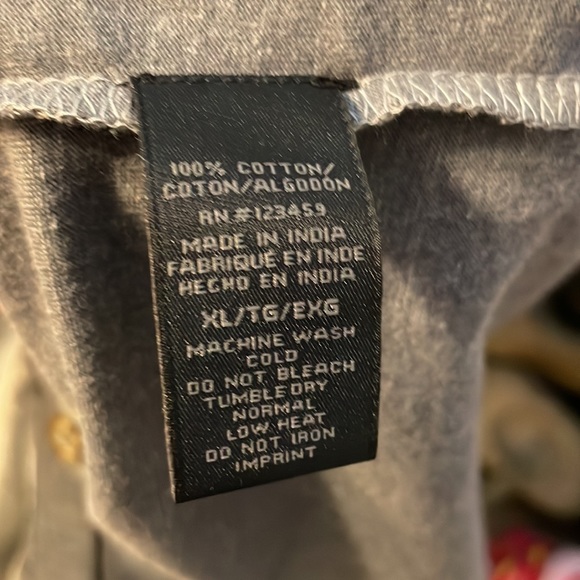 100% COTTON/
COTON/ALGODÓN
RN #123459
MADE IN INDIA
FABRIQUÉ EN INDE
HECHO EN INDIA
XL/TG/EXG
MACHINE WASH
COLD
DO NOT BLEACH
TUMBLE DRY
NORMAL
LOW HEAT
DO NOT IRON
IMPRINT